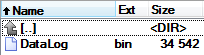 Name Ext Size
[..] <DIR>
DataLog bin 34 542